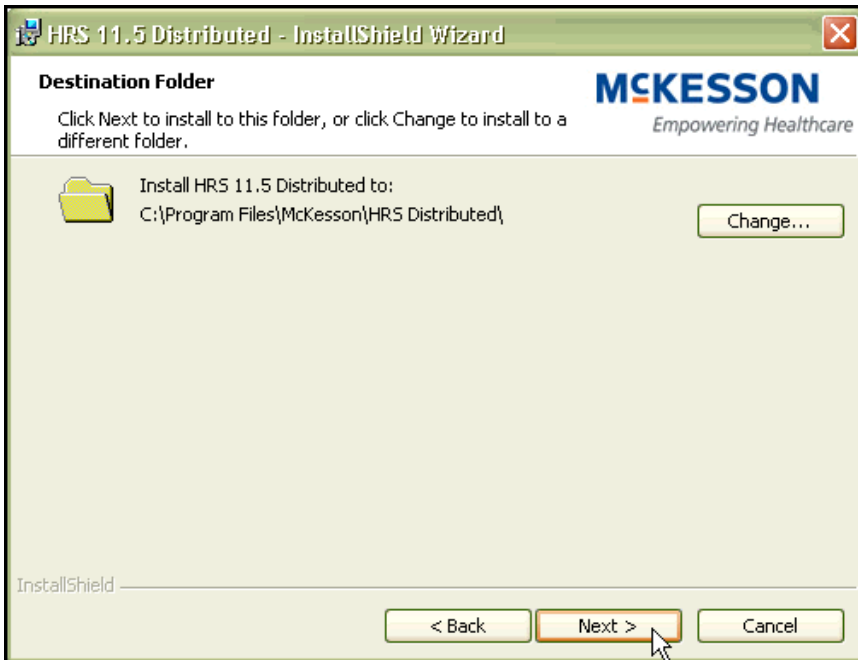 HRS 11.5 Distributed - InstallShield Wizard
Destination Folder
Click Next to install to this folder, or click Change to install to a
different folder.
McKESSON
Empowering Healthcare
Install HRS 11.5 Distributed to:
C:\Program Files\McKesson\HRS Distributed\
Change...
InstallShield
< Back
Next >
Cancel